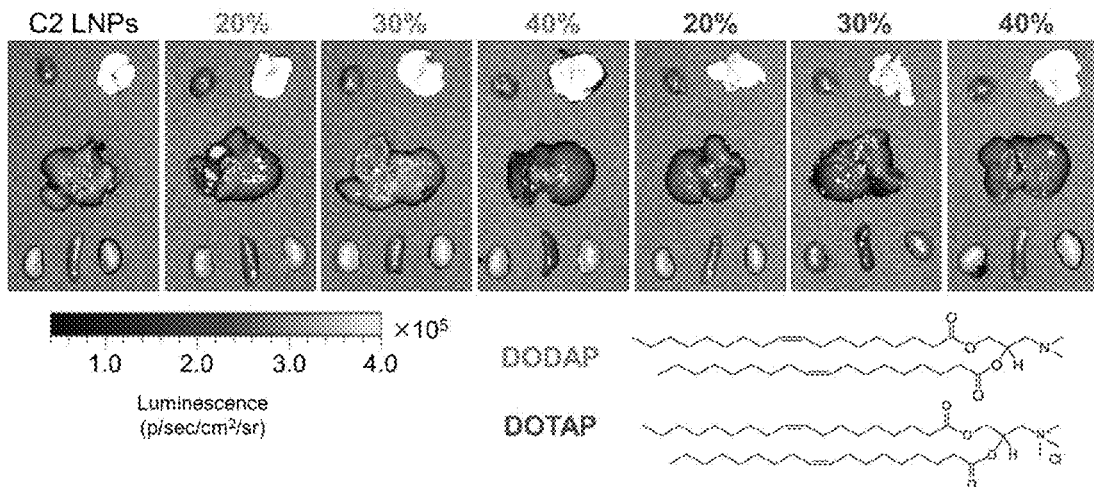 C2 LNPs 20% 30% 40% 20% 30% 40%
×10⁵
1.0 2.0 3.0 4.0
Luminescence
(p/sec/cm²/sr)
DODAP
O
O N
O H
O
DOTAP
O
O N
O H Cl
O